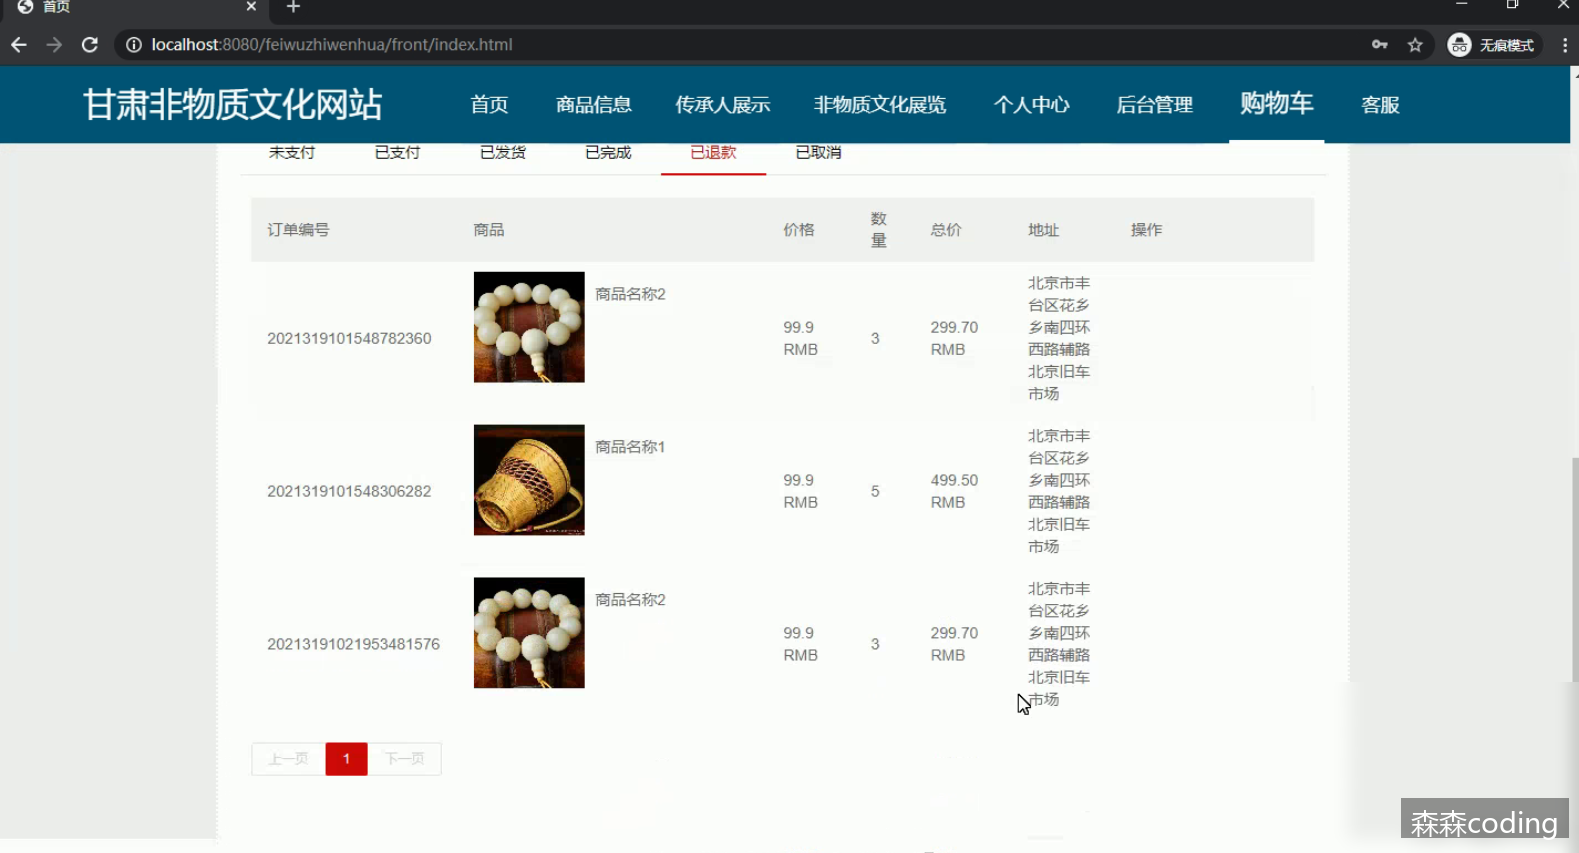 首页
localhost:8080/feiwuzhiwenhua/front/index.html
无痕模式
甘肃非物质文化网站 首页 商品信息 传承人展示 非物质文化展览 个人中心 后台管理 购物车 客服
未支付 已支付 已发货 已完成 已退款 已取消
订单编号 商品 价格 数量 总价 地址 操作
2021319101548782360
商品名称2
99.9
RMB
3
299.70
RMB
北京市丰
台区花乡
乡南四环
西路辅路
北京旧车
市场
2021319101548306282
商品名称1
99.9
RMB
5
499.50
RMB
北京市丰
台区花乡
乡南四环
西路辅路
北京旧车
市场
20213191021953481576
商品名称2
99.9
RMB
3
299.70
RMB
北京市丰
台区花乡
乡南四环
西路辅路
北京旧车
市场
上一页 1 下一页
森森coding